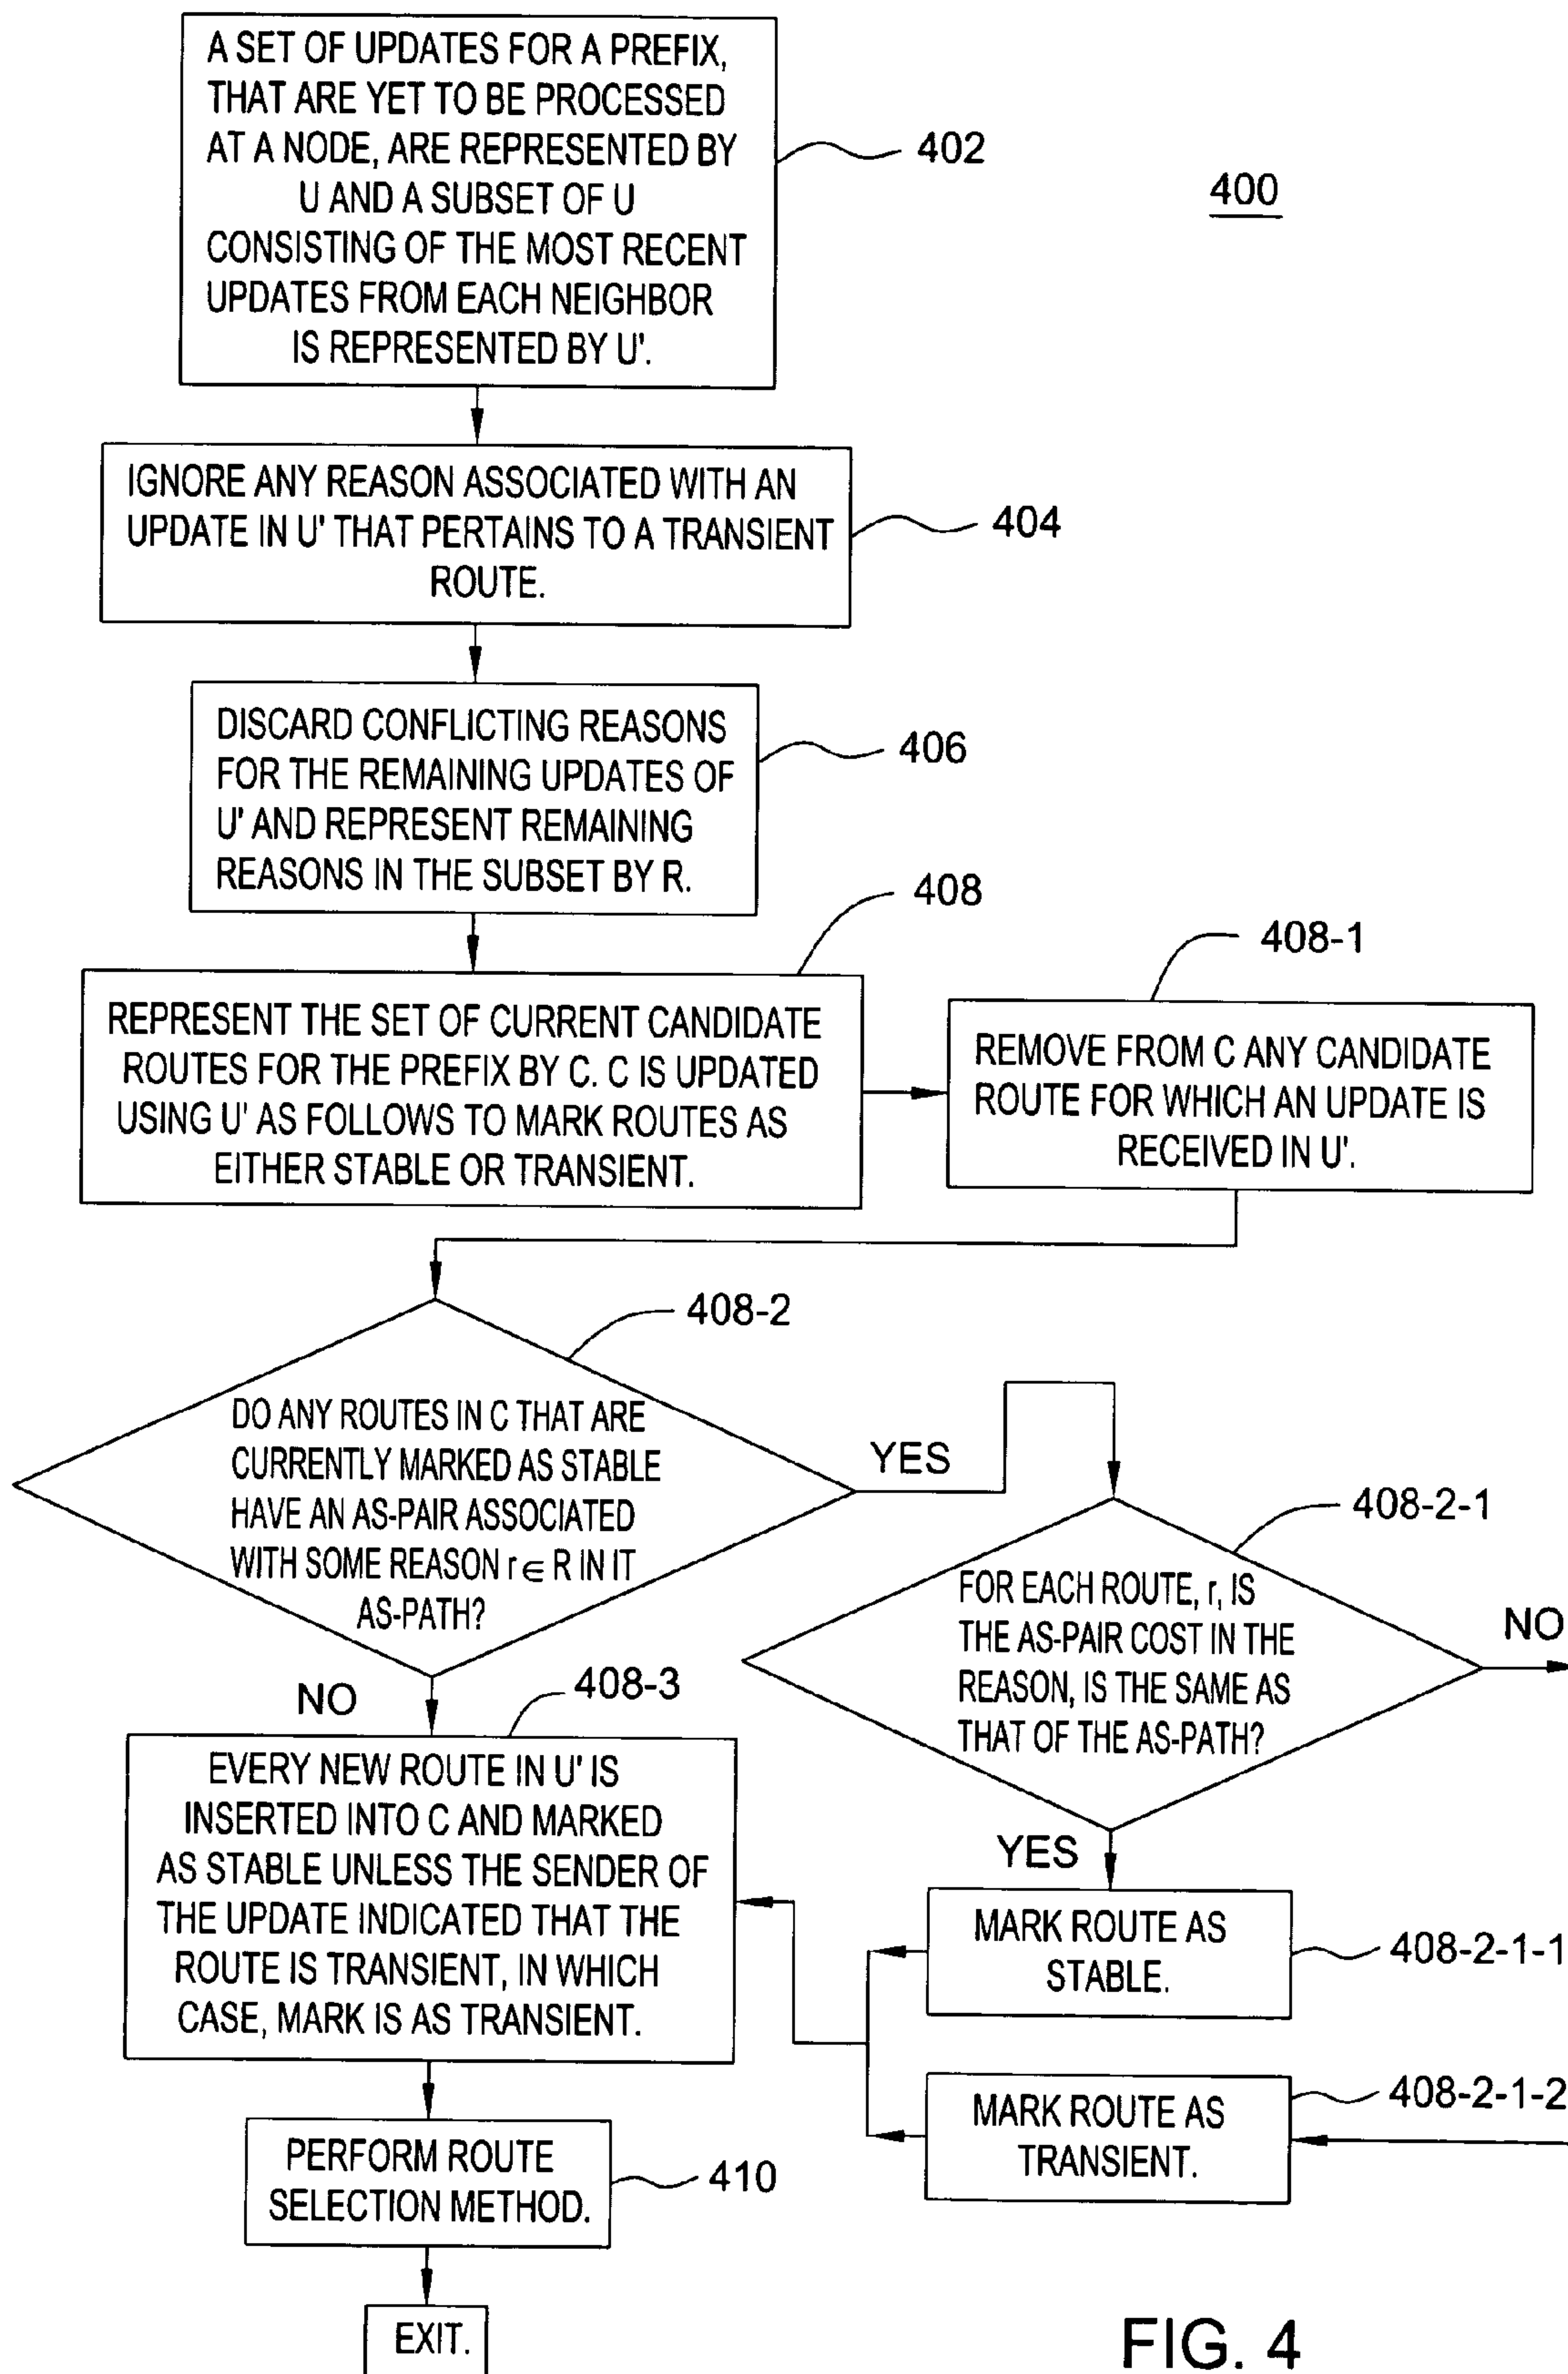 A SET OF UPDATES FOR A PREFIX,
THAT ARE YET TO BE PROCESSED
AT A NODE, ARE REPRESENTED BY
U AND A SUBSET OF U
CONSISTING OF THE MOST RECENT
UPDATES FROM EACH NEIGHBOR
IS REPRESENTED BY U'.
402
400
IGNORE ANY REASON ASSOCIATED WITH AN
UPDATE IN U' THAT PERTAINS TO A TRANSIENT
ROUTE.
404
DISCARD CONFLICTING REASONS
FOR THE REMAINING UPDATES OF
U' AND REPRESENT REMAINING
REASONS IN THE SUBSET BY R.
406
408
REPRESENT THE SET OF CURRENT CANDIDATE
ROUTES FOR THE PREFIX BY C. C IS UPDATED
USING U' AS FOLLOWS TO MARK ROUTES AS
EITHER STABLE OR TRANSIENT.
408-1
REMOVE FROM C ANY CANDIDATE
ROUTE FOR WHICH AN UPDATE IS
RECEIVED IN U'.
408-2
DO ANY ROUTES IN C THAT ARE
CURRENTLY MARKED AS STABLE
HAVE AN AS-PAIR ASSOCIATED
WITH SOME REASON r∈R IN IT
AS-PATH?
YES
NO
408-2-1
FOR EACH ROUTE, r, IS
THE AS-PAIR COST IN THE
REASON, IS THE SAME AS
THAT OF THE AS-PATH?
NO
YES
408-3
EVERY NEW ROUTE IN U' IS
INSERTED INTO C AND MARKED
AS STABLE UNLESS THE SENDER OF
THE UPDATE INDICATED THAT THE
ROUTE IS TRANSIENT, IN WHICH
CASE, MARK IS AS TRANSIENT.
MARK ROUTE AS
STABLE.
408-2-1-1
MARK ROUTE AS
TRANSIENT.
408-2-1-2
PERFORM ROUTE
SELECTION METHOD.
410
EXIT.
FIG. 4